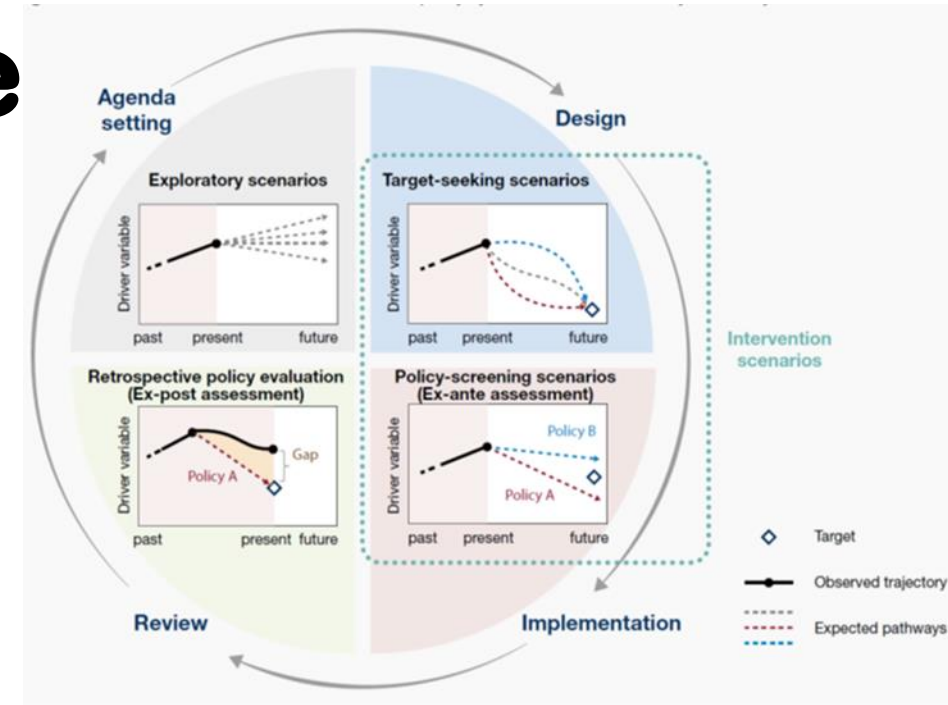 e
Agenda
setting
Design
Exploratory scenarios
Driver variable
past present future
Target-seeking scenarios
Driver variable
past present future
Intervention
scenarios
Retrospective policy evaluation
(Ex-post assessment)
Driver variable
Policy A
Gap
past present future
Policy-screening scenarios
(Ex-ante assessment)
Driver variable
Policy B
Policy A
past present future
Review
Implementation
Target
Observed trajectory
Expected pathways